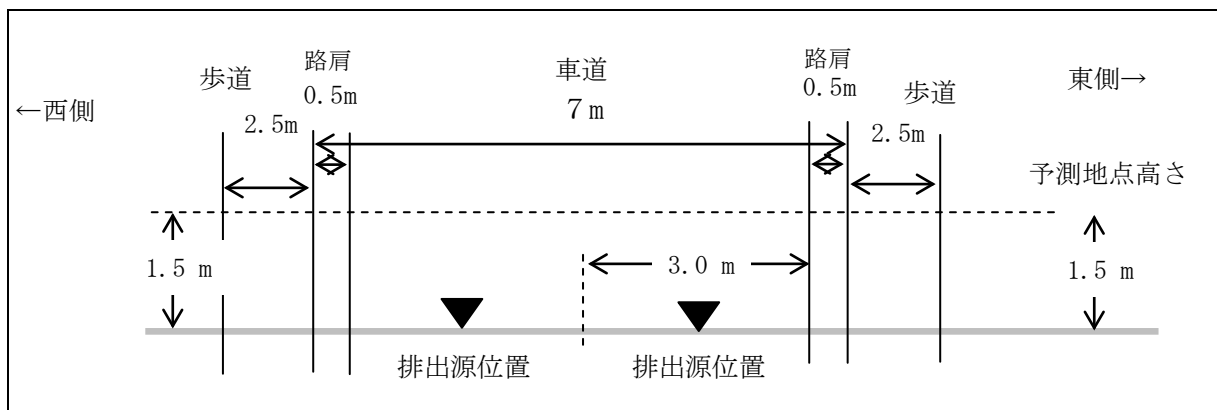 ←西側
歩道
2.5m
路肩
0.5m
車道
7m
路肩
0.5m
歩道
2.5m
東側→
予測地点高さ
1.5 m
3.0 m
1.5 m
排出源位置
排出源位置